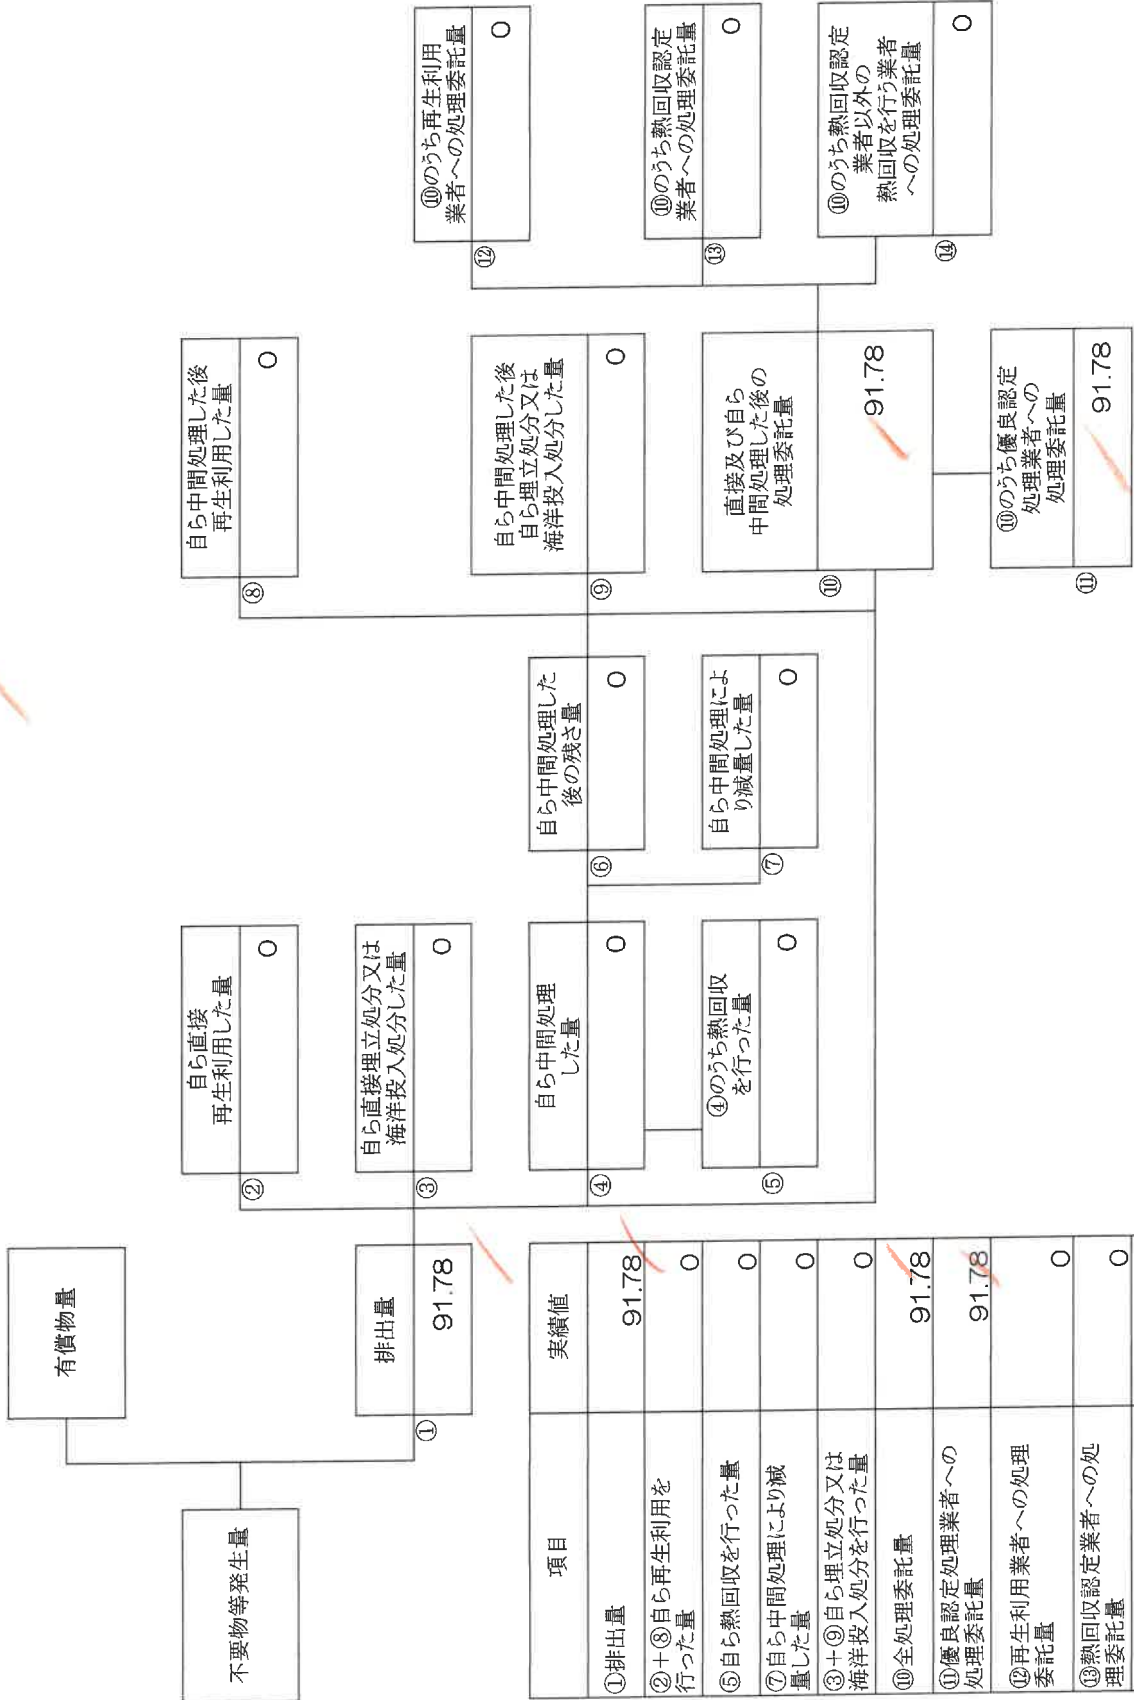 不要物等発生量
有償物量
排出量
①
91.78
自ら直接
再生利用した量
②
0
自ら直接埋立処分又は
海洋投入処分した量
③
0
自ら中間処理
した量
④
0
④のうち熱回収
を行った量
⑤
0
自ら中間処理した
後の残さ量
⑥
0
自ら中間処理によ
り減量した量
⑦
0
自ら中間処理した後
再生利用した量
⑧
0
自ら中間処理した後
自ら埋立処分又は
海洋投入処分した量
⑨
0
直接及び自ら
中間処理した後の
処理委託量
⑩
91.78
⑩のうち優良認定
処理業者への
処理委託量
⑪
91.78
⑩のうち再生利用
業者への処理委託量
⑫
0
⑩のうち熱回収認定
業者への処理委託量
⑬
0
⑩のうち熱回収認定
業者以外の
熱回収を行う業者
への処理委託量
⑭
0
項目 実績値
①排出量 91.78
②+⑧自ら再生利用を
行った量 0
⑤自ら熱回収を行った量 0
⑦自ら中間処理により減
量した量 0
③+⑨自ら埋立処分又は
海洋投入処分を行った量 0
⑩全処理委託量 91.78
⑪優良認定処理業者への
処理委託量 91.78
⑫再生利用業者への処理
委託量 0
⑬熱回収認定業者への処
理委託量 0